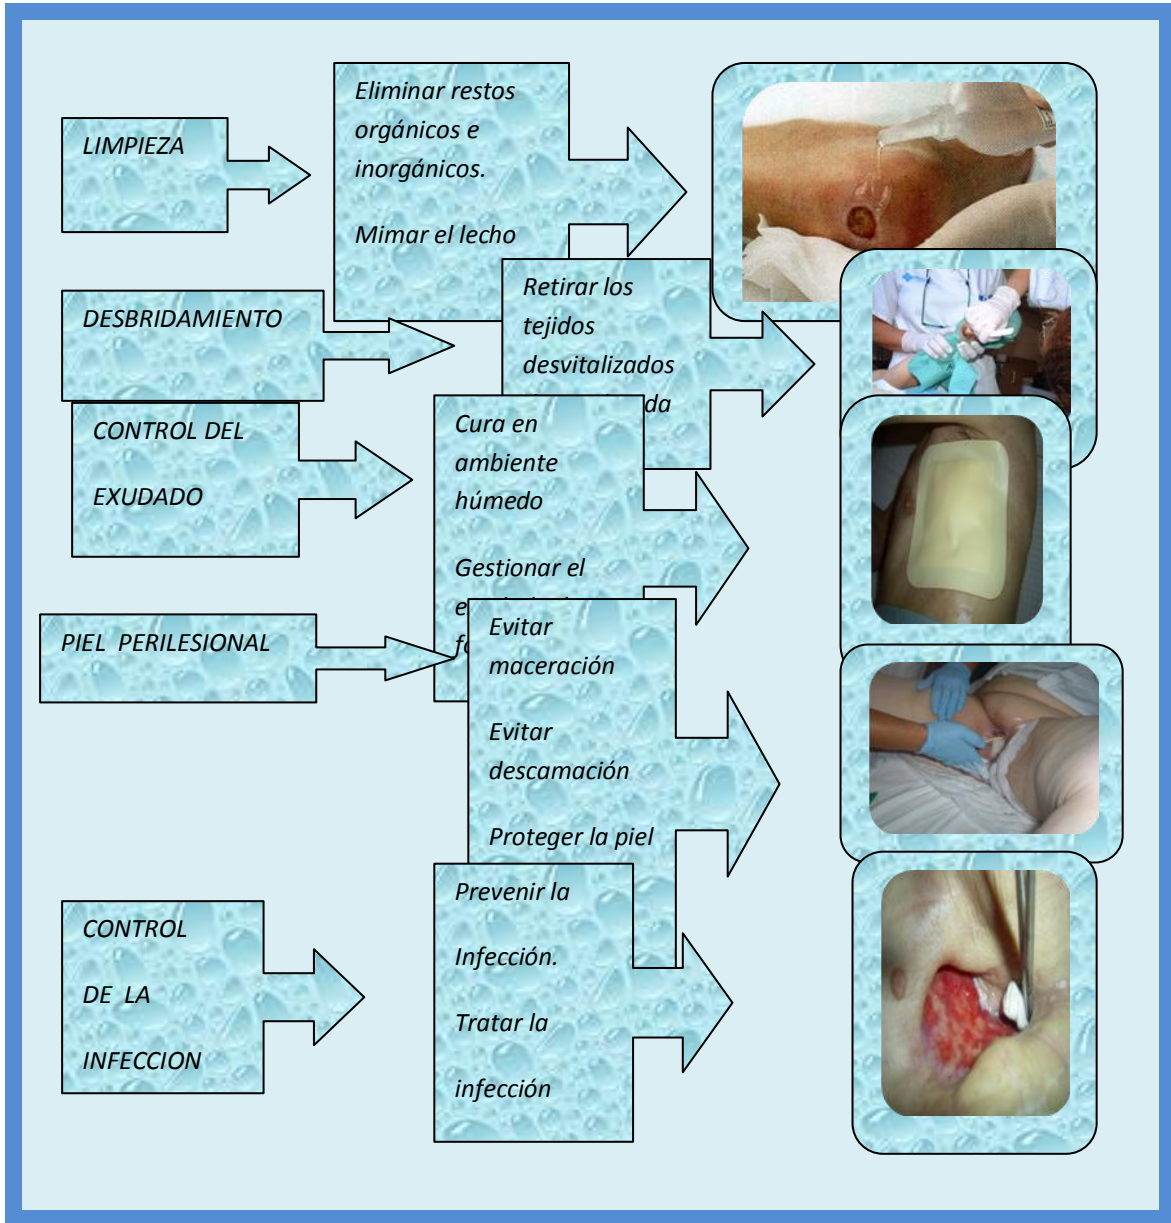 LIMPIEZA
Eliminar restos
orgánicos e
inorgánicos.
Mimar el lecho
DESBRIDAMIENTO
Retirar los
tejidos
desvitalizados
CONTROL DEL
EXUDADO
Cura en
ambiente
húmedo
Gestionar el
PIEL PERILESIONAL
Evitar
maceración
Evitar
descamación
Proteger la piel
CONTROL
DE LA
INFECCION
Prevenir la
Infección.
Tratar la
infección